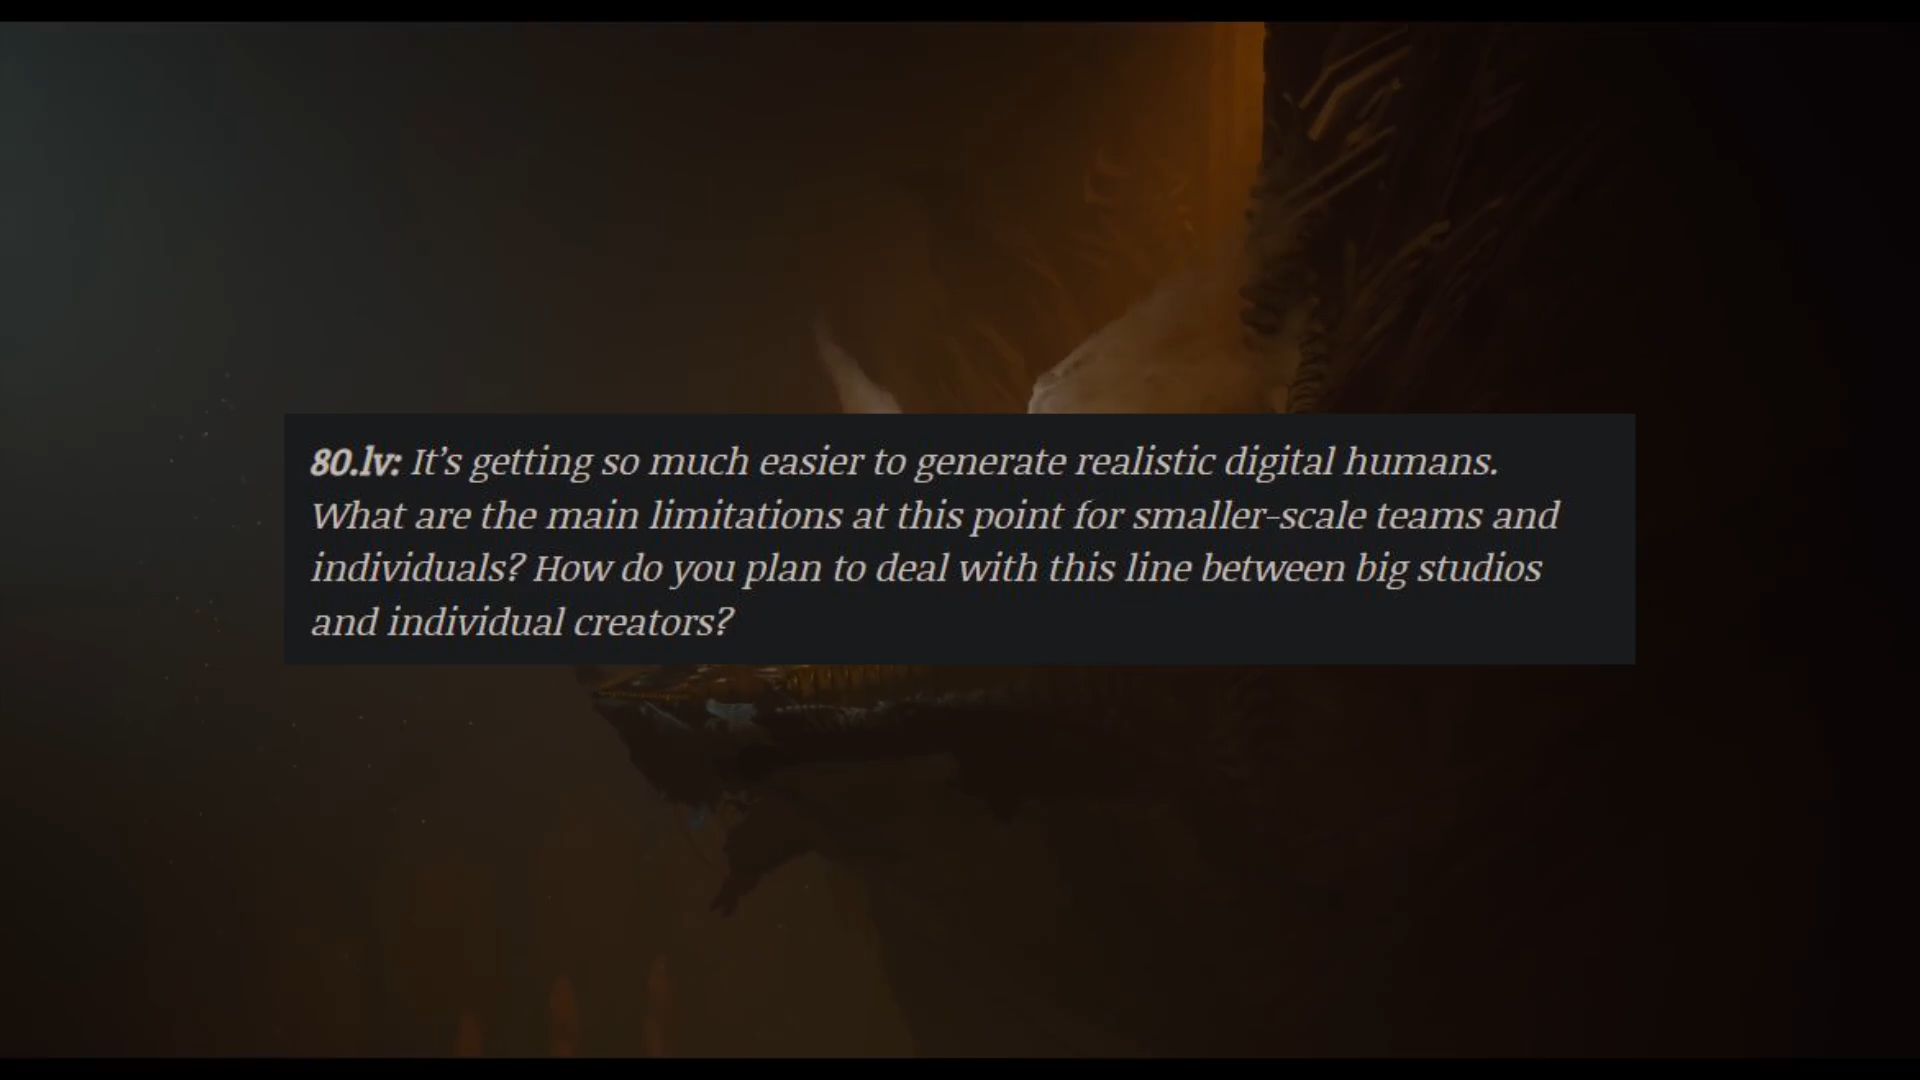 80.lv: It’s getting so much easier to generate realistic digital humans.
What are the main limitations at this point for smaller-scale teams and
individuals? How do you plan to deal with this line between big studios
and individual creators?